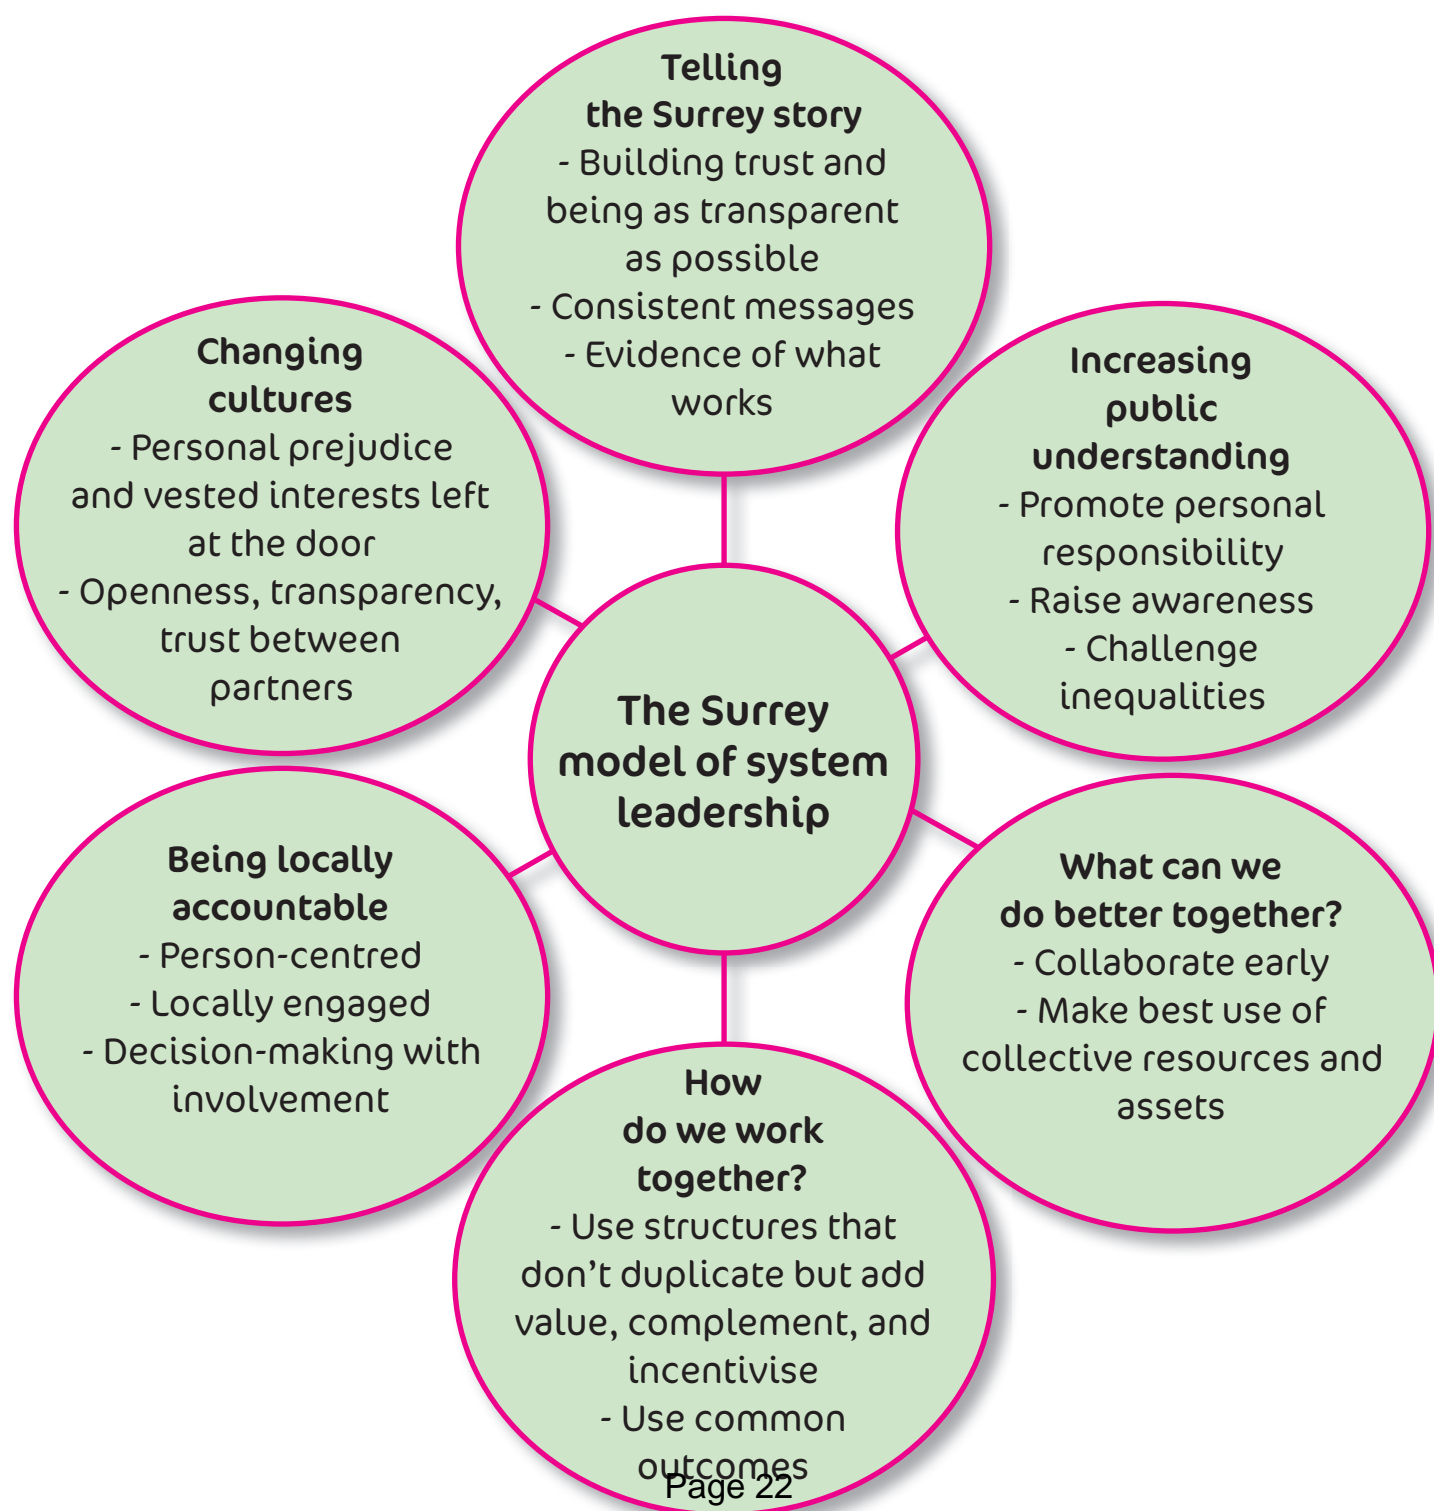 Telling
the Surrey story
- Building trust and
being as transparent
as possible
- Consistent messages
- Evidence of what
works
Changing
cultures
- Personal prejudice
and vested interests left
at the door
- Openness, transparency,
trust between
partners
Increasing
public
understanding
- Promote personal
responsibility
- Raise awareness
- Challenge
inequalities
The Surrey
model of system
leadership
Being locally
accountable
- Person-centred
- Locally engaged
- Decision-making with
involvement
What can we
do better together?
- Collaborate early
- Make best use of
collective resources and
assets
How
do we work
together?
- Use structures that
don’t duplicate but add
value, complement, and
incentivise
- Use common
outcomes
Page 22